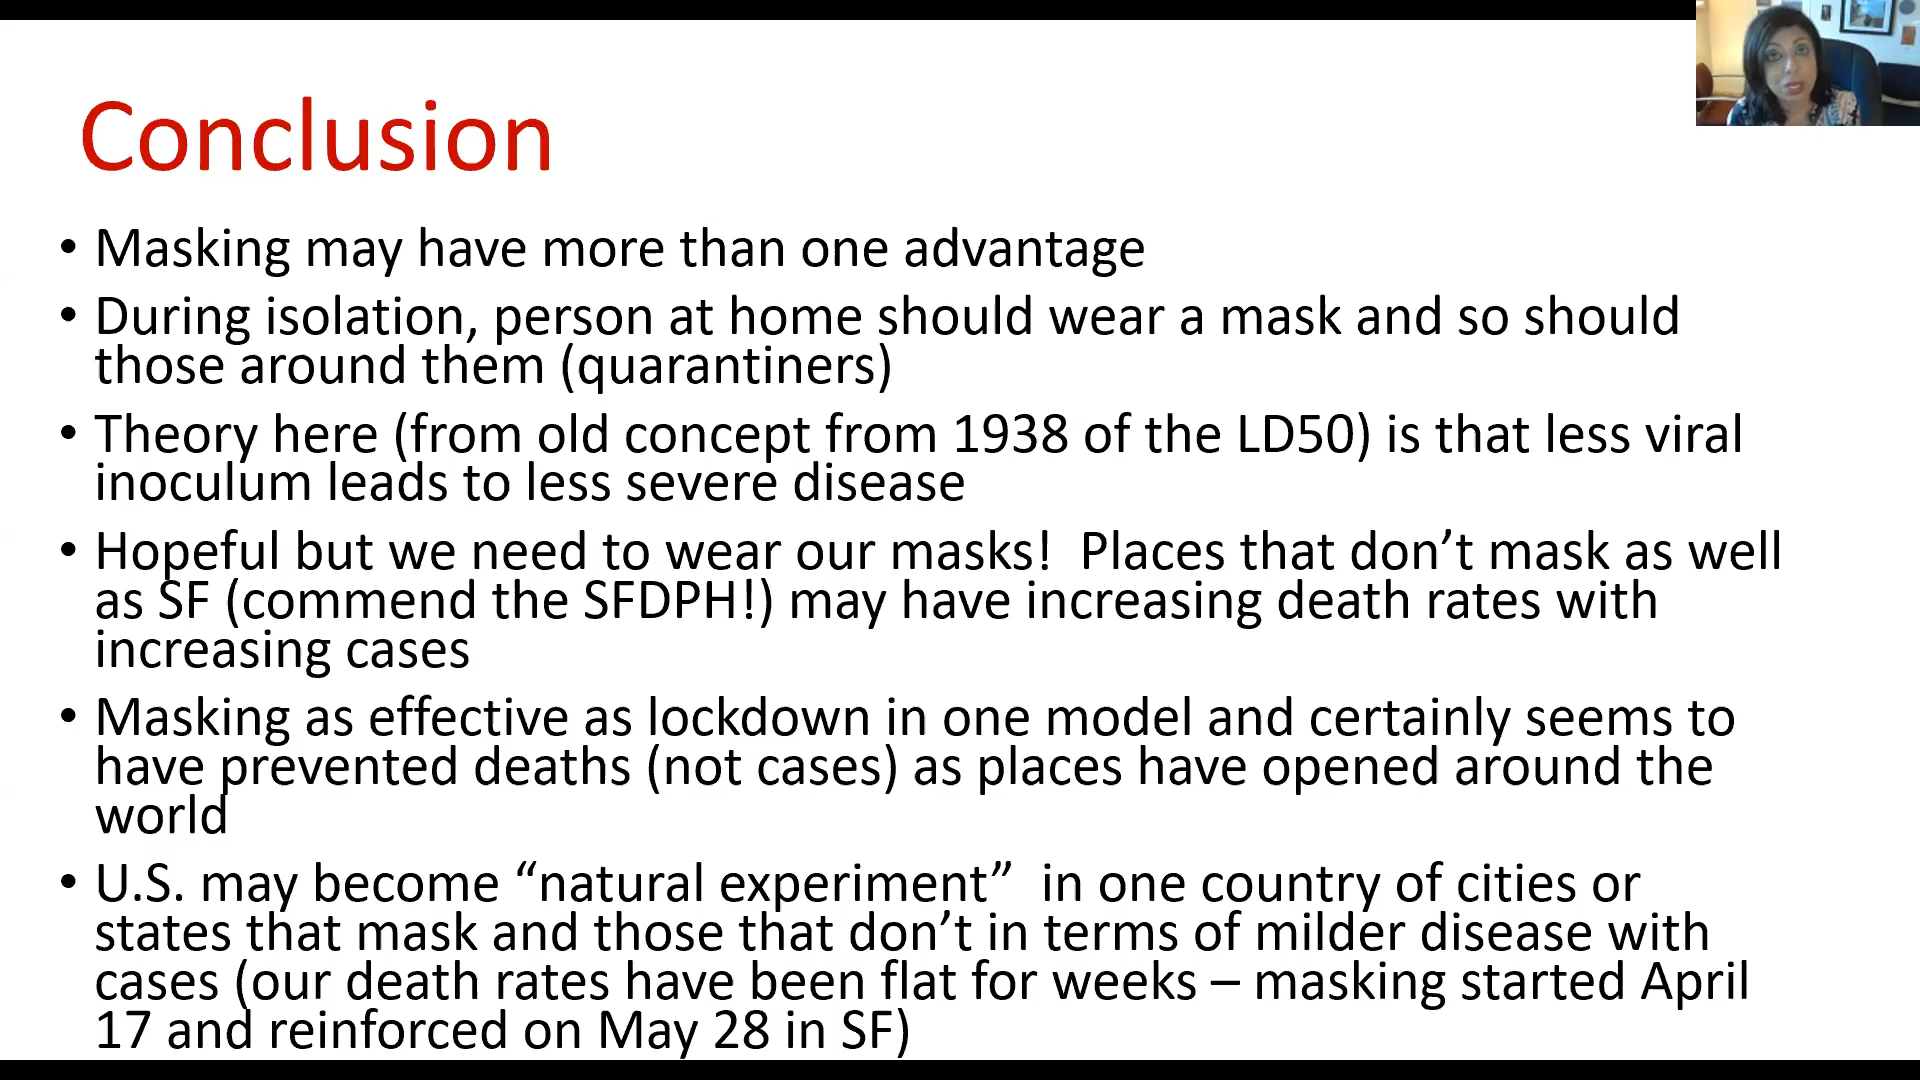 Conclusion
• Masking may have more than one advantage
• During isolation, person at home should wear a mask and so should
those around them (quarantiners)
• Theory here (from old concept from 1938 of the LD50) is that less viral
inoculum leads to less severe disease
• Hopeful but we need to wear our masks!  Places that don’t mask as well
as SF (commend the SFDPH!) may have increasing death rates with
increasing cases
• Masking as effective as lockdown in one model and certainly seems to
have prevented deaths (not cases) as places have opened around the
world
• U.S. may become “natural experiment”  in one country of cities or
states that mask and those that don’t in terms of milder disease with
cases (our death rates have been flat for weeks – masking started April
17 and reinforced on May 28 in SF)